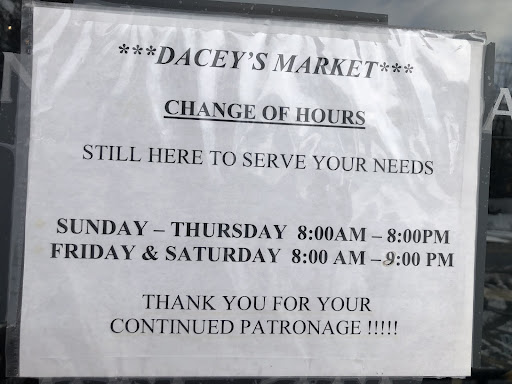 ***DACEY'S MARKET***
CHANGE OF HOURS
STILL HERE TO SERVE YOUR NEEDS
SUNDAY – THURSDAY 8:00AM – 8:00PM
FRIDAY & SATURDAY 8:00 AM – 9:00 PM
THANK YOU FOR YOUR
CONTINUED PATRONAGE !!!!!